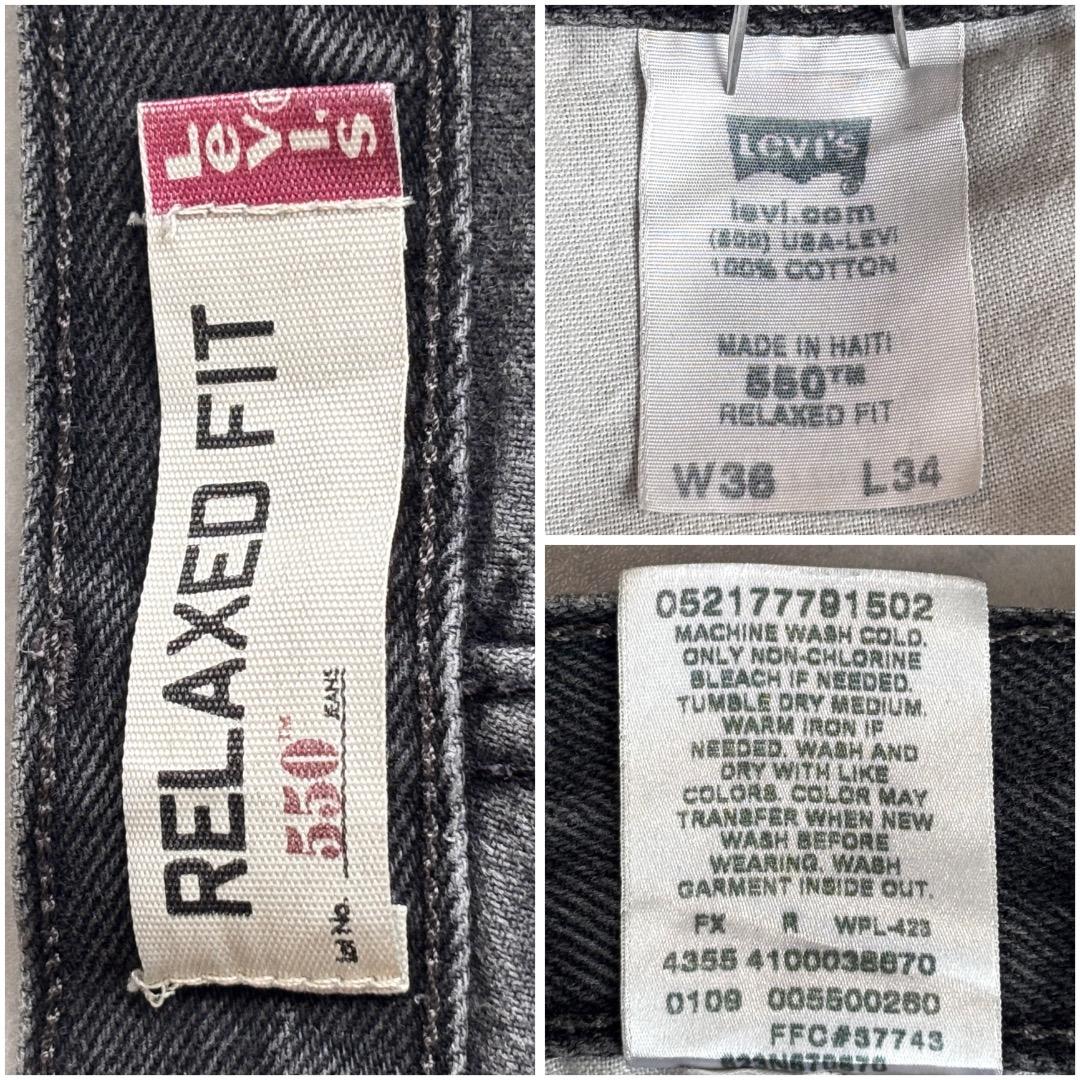 Levi's®
RELAXED FIT
Lot No. 550™ JEANS
LEVI'S
levi.com
(800) USA-LEVI
100% COTTON
MADE IN HAITI
550™
RELAXED FIT
W36 L34
052177791502
MACHINE WASH COLD.
ONLY NON-CHLORINE
BLEACH IF NEEDED.
TUMBLE DRY MEDIUM.
WARM IRON IF
NEEDED. WASH AND
DRY WITH LIKE
COLORS. COLOR MAY
TRANSFER WHEN NEW
WASH BEFORE
WEARING. WASH
GARMENT INSIDE OUT.
FX R WPL-423
4355 4100038670
0109 005500260
FFC#37743